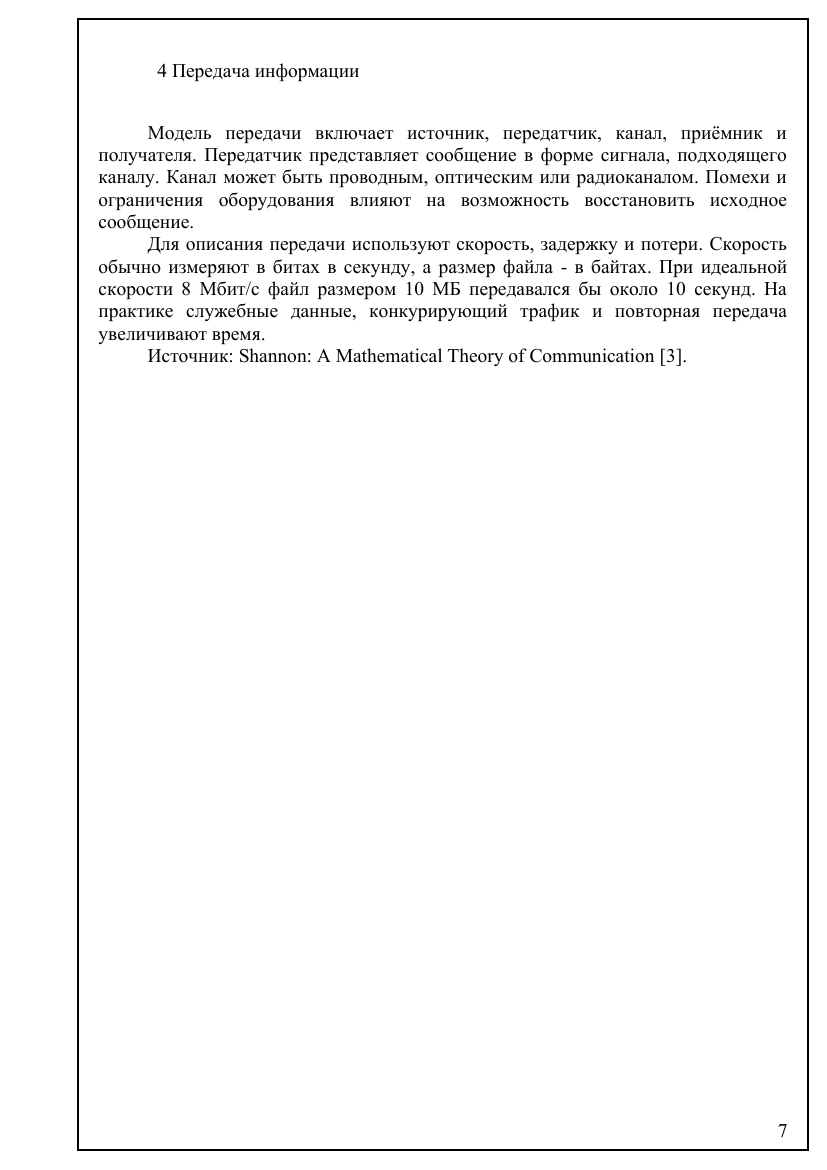 4 Передача информации
Модель передачи включает источник, передатчик, канал, приёмник и
получателя. Передатчик представляет сообщение в форме сигнала, подходящего
каналу. Канал может быть проводным, оптическим или радиоканалом. Помехи и
ограничения оборудования влияют на возможность восстановить исходное
сообщение.
Для описания передачи используют скорость, задержку и потери. Скорость
обычно измеряют в битах в секунду, а размер файла - в байтах. При идеальной
скорости 8 Мбит/с файл размером 10 МБ передавался бы около 10 секунд. На
практике служебные данные, конкурирующий трафик и повторная передача
увеличивают время.
Источник: Shannon: A Mathematical Theory of Communication [3].
7